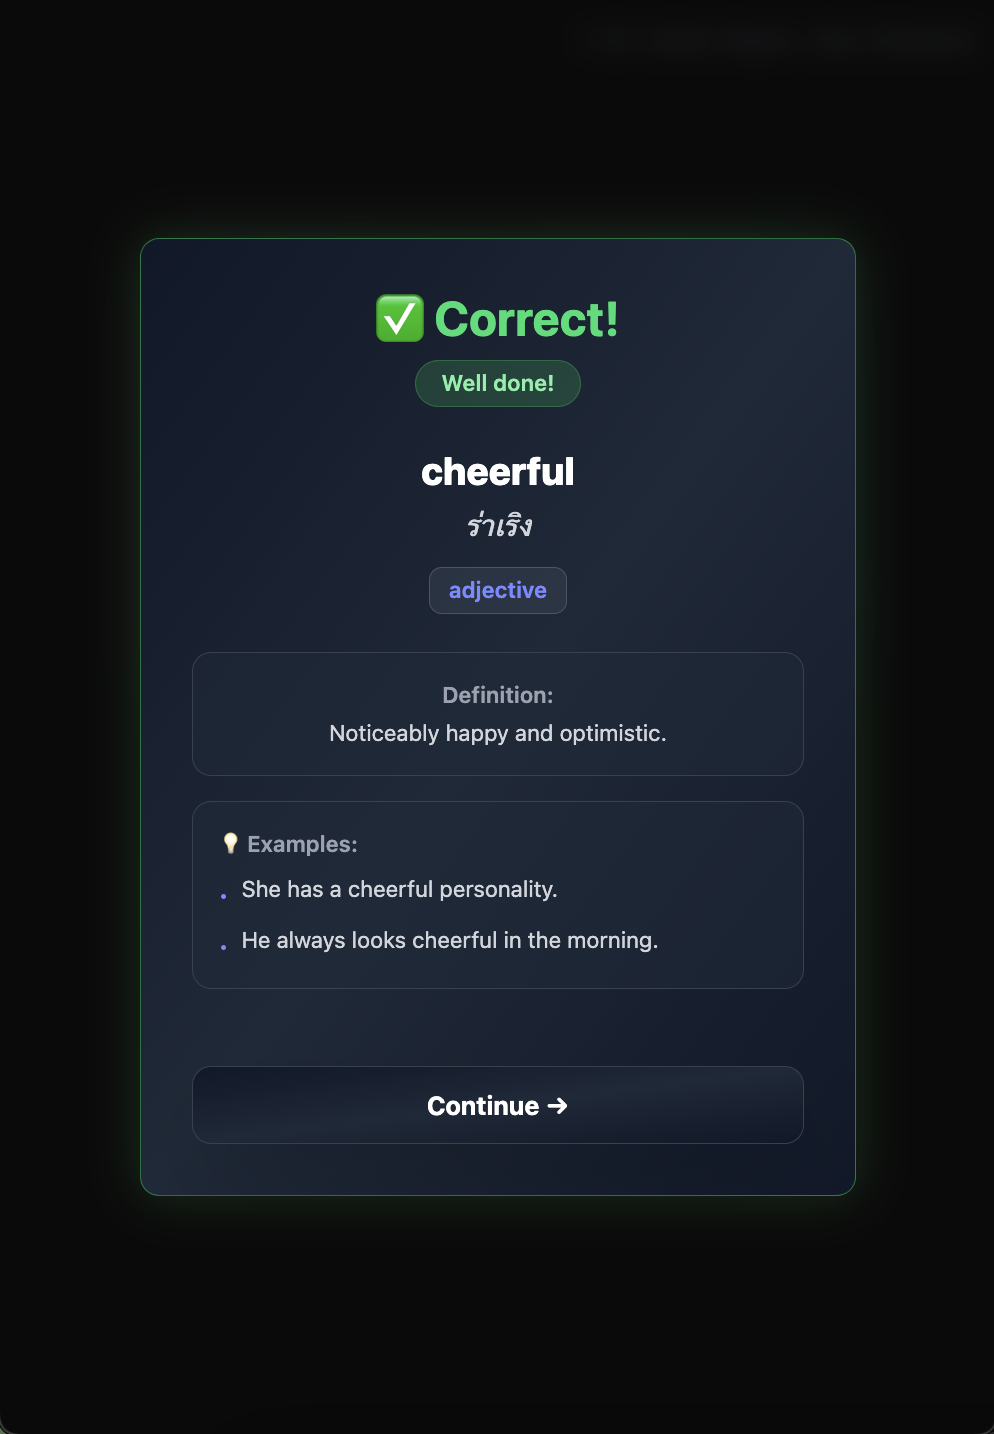 ✅ Correct!
Well done!
cheerful
ร่าเริง
adjective
Definition:
Noticeably happy and optimistic.
💡 Examples:
• She has a cheerful personality.
• He always looks cheerful in the morning.
Continue →